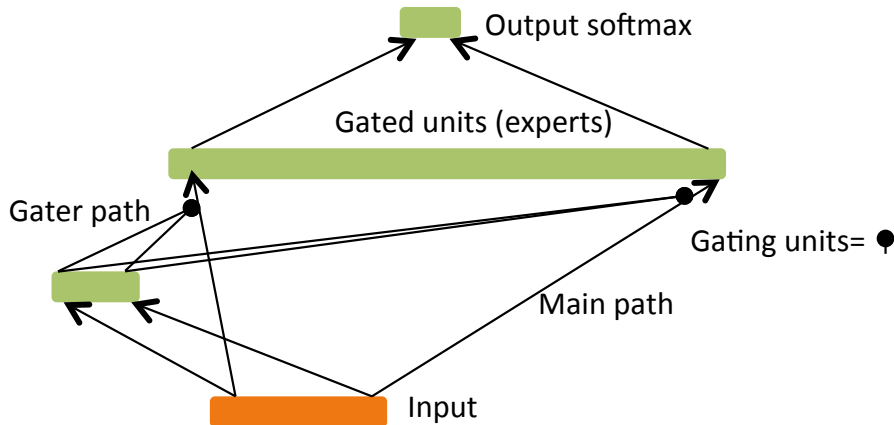 Output softmax
Gated units (experts)
Gater path
Gating units=
Main path
Input